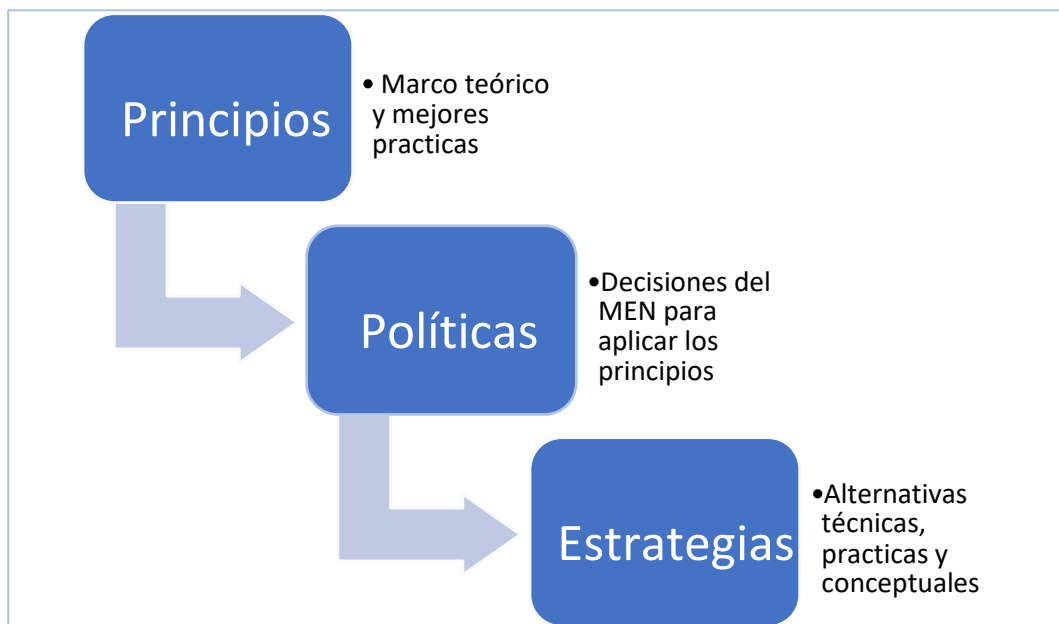 Principios
• Marco teórico
y mejores
practicas
Políticas
•Decisiones del
MEN para
aplicar los
principios
Estrategias
•Alternativas
técnicas,
practicas y
conceptuales